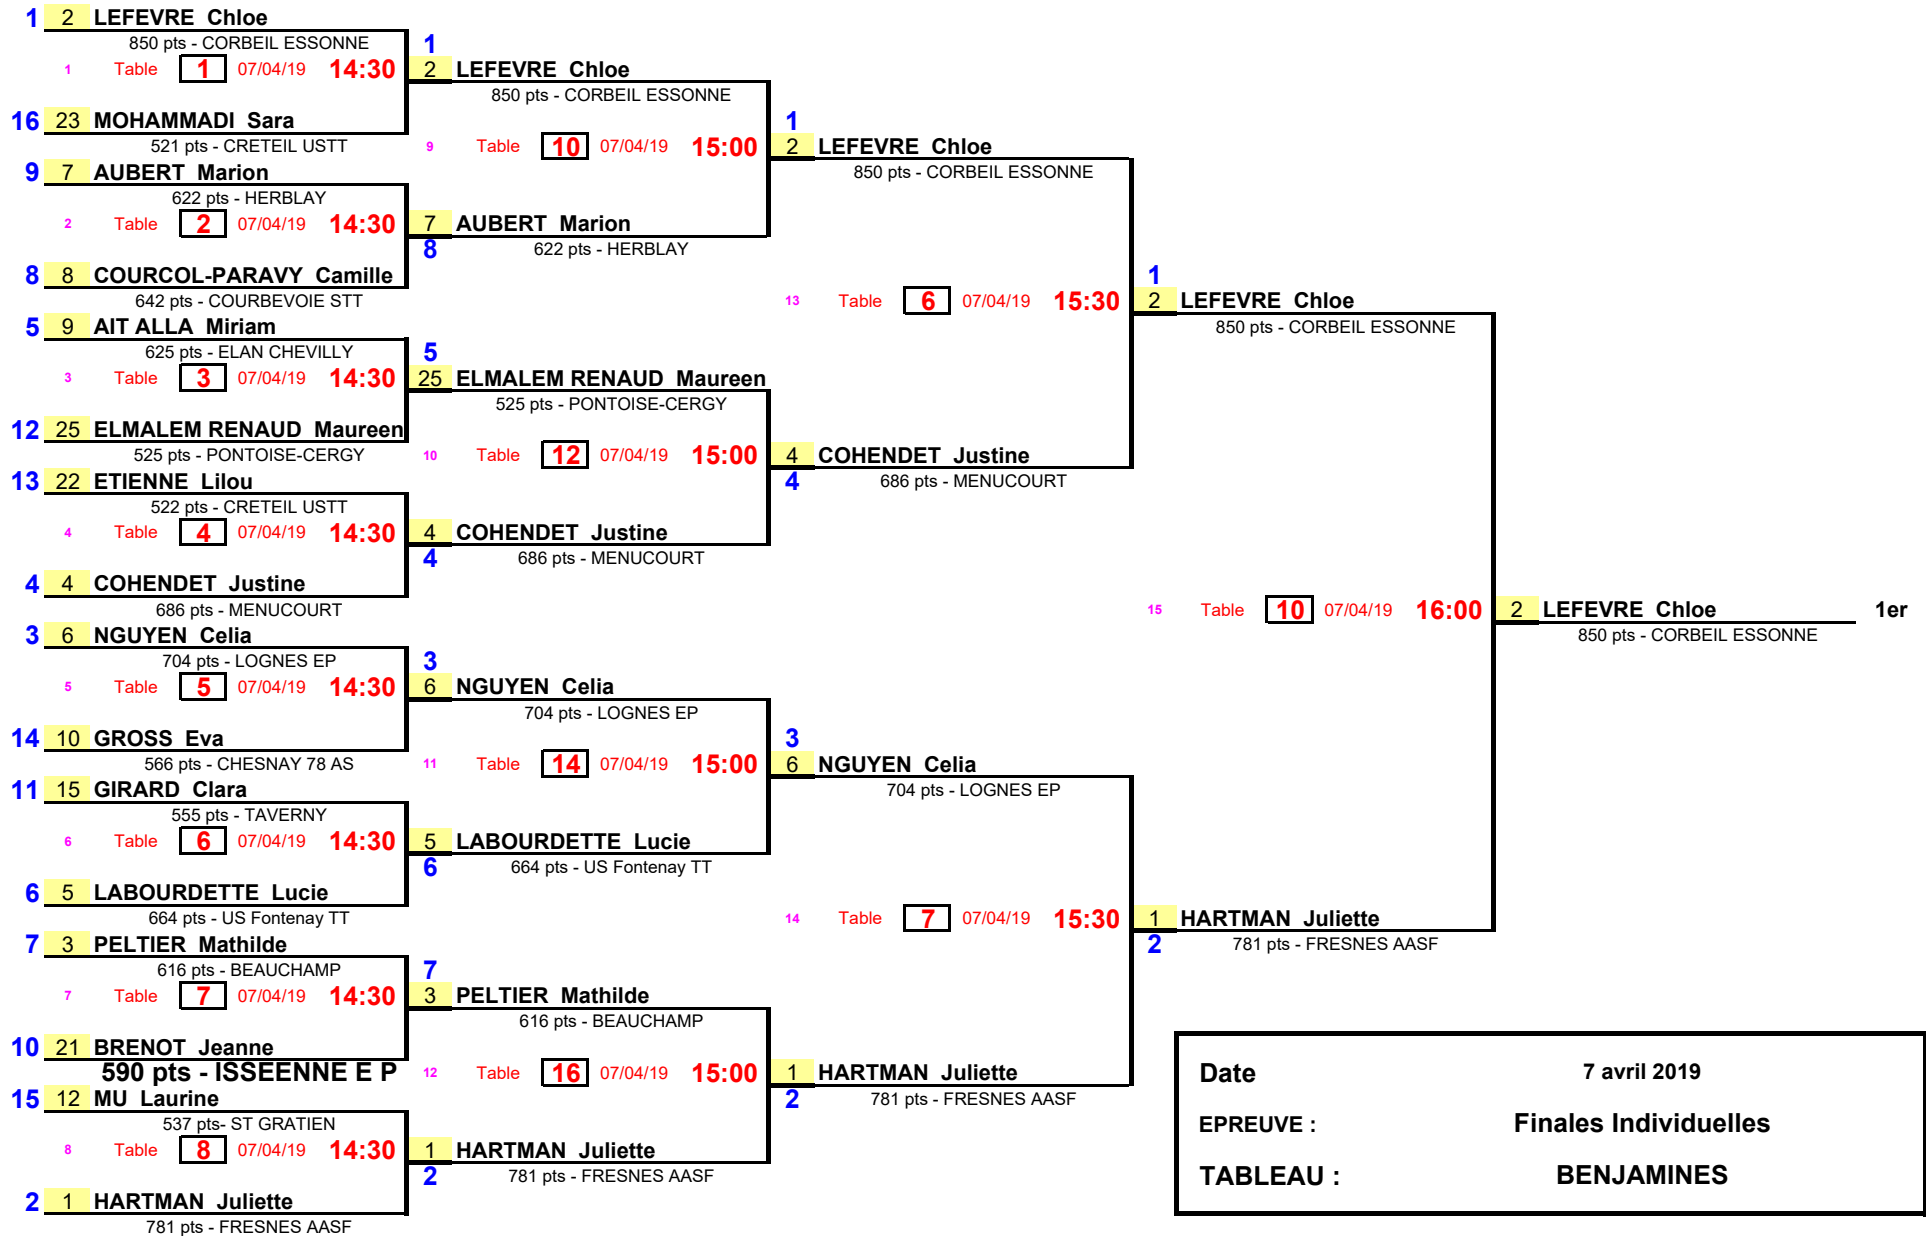 1 2 LEFEVRE Chloe
850 pts - CORBEIL ESSONNE
1 Table 1 07/04/19 14:30
16 23 MOHAMMADI Sara
521 pts - CRETEIL USTT
9 7 AUBERT Marion
622 pts - HERBLAY
2 Table 2 07/04/19 14:30
8 8 COURCOL-PARAVY Camille
642 pts - COURBEVOIE STT
5 9 AIT ALLA Miriam
625 pts - ELAN CHEVILLY
3 Table 3 07/04/19 14:30
12 25 ELMALEM RENAUD Maureen
525 pts - PONTOISE-CERGY
13 22 ETIENNE Lilou
522 pts - CRETEIL USTT
4 Table 4 07/04/19 14:30
4 4 COHENDET Justine
686 pts - MENUCOURT
3 6 NGUYEN Celia
704 pts - LOGNES EP
5 Table 5 07/04/19 14:30
14 10 GROSS Eva
566 pts - CHESNAY 78 AS
11 15 GIRARD Clara
555 pts - TAVERNY
6 Table 6 07/04/19 14:30
6 5 LABOURDETTE Lucie
664 pts - US Fontenay TT
7 3 PELTIER Mathilde
616 pts - BEAUCHAMP
7 Table 7 07/04/19 14:30
10 21 BRENOT Jeanne
590 pts - ISSEENNE E P
15 12 MU Laurine
537 pts- ST GRATIEN
8 Table 8 07/04/19 14:30
2 1 HARTMAN Juliette
781 pts - FRESNES AASF
1
2 LEFEVRE Chloe
850 pts - CORBEIL ESSONNE
9 Table 10 07/04/19 15:00
7 AUBERT Marion
8
622 pts - HERBLAY
5
25 ELMALEM RENAUD Maureen
525 pts - PONTOISE-CERGY
10 Table 12 07/04/19 15:00
4 COHENDET Justine
4
686 pts - MENUCOURT
3
6 NGUYEN Celia
704 pts - LOGNES EP
11 Table 14 07/04/19 15:00
5 LABOURDETTE Lucie
6
664 pts - US Fontenay TT
7
3 PELTIER Mathilde
616 pts - BEAUCHAMP
12 Table 16 07/04/19 15:00
1 HARTMAN Juliette
2
781 pts - FRESNES AASF
1
2 LEFEVRE Chloe
850 pts - CORBEIL ESSONNE
13 Table 6 07/04/19 15:30
4 COHENDET Justine
4
686 pts - MENUCOURT
3
6 NGUYEN Celia
704 pts - LOGNES EP
14 Table 7 07/04/19 15:30
1 HARTMAN Juliette
2
781 pts - FRESNES AASF
1
2 LEFEVRE Chloe
850 pts - CORBEIL ESSONNE
15 Table 10 07/04/19 16:00
1 HARTMAN Juliette
2
781 pts - FRESNES AASF
2 LEFEVRE Chloe 1er
850 pts - CORBEIL ESSONNE
Date 7 avril 2019
EPREUVE : Finales Individuelles
TABLEAU : BENJAMINES